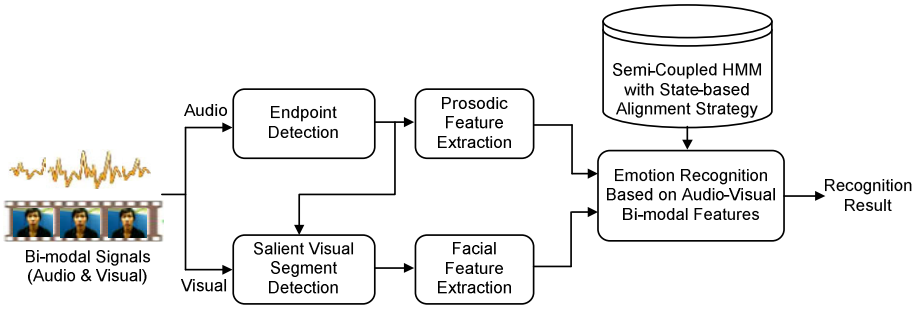 Semi-Coupled HMM
with State-based
Alignment Strategy
Audio
Endpoint
Detection
Prosodic
Feature
Extraction
Emotion Recognition
Based on Audio-Visual
Bi-modal Features
Recognition
Result
Bi-modal Signals
(Audio & Visual)
Visual
Salient Visual
Segment
Detection
Facial
Feature
Extraction